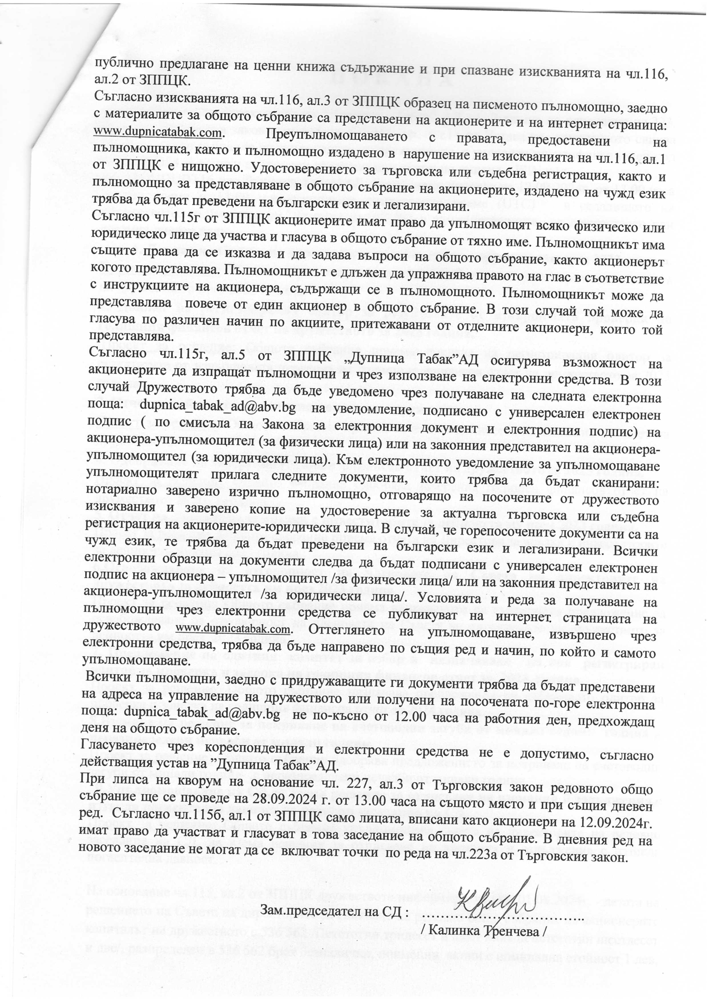 публично предлагане на ценни книжа съдържание и при спазване изискванията на чл.116,
ал.2 от ЗППЦК.
Съгласно изискванията на чл.116, ал.3 от ЗППЦК образец на писменото пълномощно, заедно
с материалите за общото събрание са представени на акционерите и на интернет страница:
www.dupnicatabak.com. Преупълномощаването с правата, предоставени на
пълномощника, както и пълномощно издадено в нарушение на изискванията на чл.116, ал.1
от ЗППЦК е нищожно. Удостоверението за търговска или съдебна регистрация, както и
пълномощно за представляване в общото събрание на акционерите, издадено на чужд език
трябва да бъдат преведени на български език и легализирани.
Съгласно чл.115г от ЗППЦК акционерите имат право да упълномощят всяко физическо или
юридическо лице да участва и гласува в общото събрание от тяхно име. Пълномощникът има
същите права да се изказва и да задава въпроси на общото събрание, както акционерът
когото представлява. Пълномощникът е длъжен да упражнява правото на глас в съответствие
с инструкциите на акционера, съдържащи се в пълномощното. Пълномощникът може да
представлява повече от един акционер в общото събрание. В този случай той може да
гласува по различен начин по акциите, притежавани от отделните акционери, които той
представлява.
Съгласно чл.115г, ал.5 от ЗППЦК „Дупница Табак”АД осигурява възможност на
акционерите да изпращат пълномощни и чрез използване на електронни средства. В този
случай Дружеството трябва да бъде уведомено чрез получаване на следната електронна
поща: dupnica_tabak_ad@abv.bg на уведомление, подписано с универсален електронен
подпис ( по смисъла на Закона за електронния документ и електронния подпис) на
акционера-упълномощител (за физически лица) или на законния представител на акционера-
упълномощител (за юридически лица). Към електронното уведомление за упълномощаване
упълномощителят прилага следните документи, които трябва да бъдат сканирани:
нотариално заверено изрично пълномощно, отговарящо на посочените от дружеството
изисквания и заверено копие на удостоверение за актуална търговска или съдебна
регистрация на акционерите-юридически лица. В случай, че горепосочените документи са на
чужд език, те трябва да бъдат преведени на български език и легализирани. Всички
електронни образци на документи следва да бъдат подписани с универсален електронен
подпис на акционера – упълномощител /за физически лица/ или на законния представител на
акционера-упълномощител /за юридически лица/. Условията и реда за получаване на
пълномощни чрез електронни средства се публикуват на интернет страницата на
дружеството www.dupnicatabak.com. Оттеглянето на упълномощаване, извършено чрез
електронни средства, трябва да бъде направено по същия ред и начин, по който и самото
упълномощаване.
Всички пълномощни, заедно с придружаващите ги документи трябва да бъдат представени
на адреса на управление на дружеството или получени на посочената по-горе електронна
поща: dupnica_tabak_ad@abv.bg не по-късно от 12.00 часа на работния ден, предхождащ
деня на общото събрание.
Гласуването чрез кореспонденция и електронни средства не е допустимо, съгласно
действащия устав на ”Дупница Табак”АД.
При липса на кворум на основание чл. 227, ал.3 от Търговския закон редовното общо
събрание ще се проведе на 28.09.2024 г. от 13.00 часа на същото място и при същия дневен
ред. Съгласно чл.115б, ал.1 от ЗППЦК само лицата, вписани като акционери на 12.09.2024г.
имат право да участват и гласуват в това заседание на общото събрание. В дневния ред на
новото заседание не могат да се включват точки по реда на чл.223а от Търговския закон.
Зам.председател на СД : ......................................
/ Калинка Тренчева /